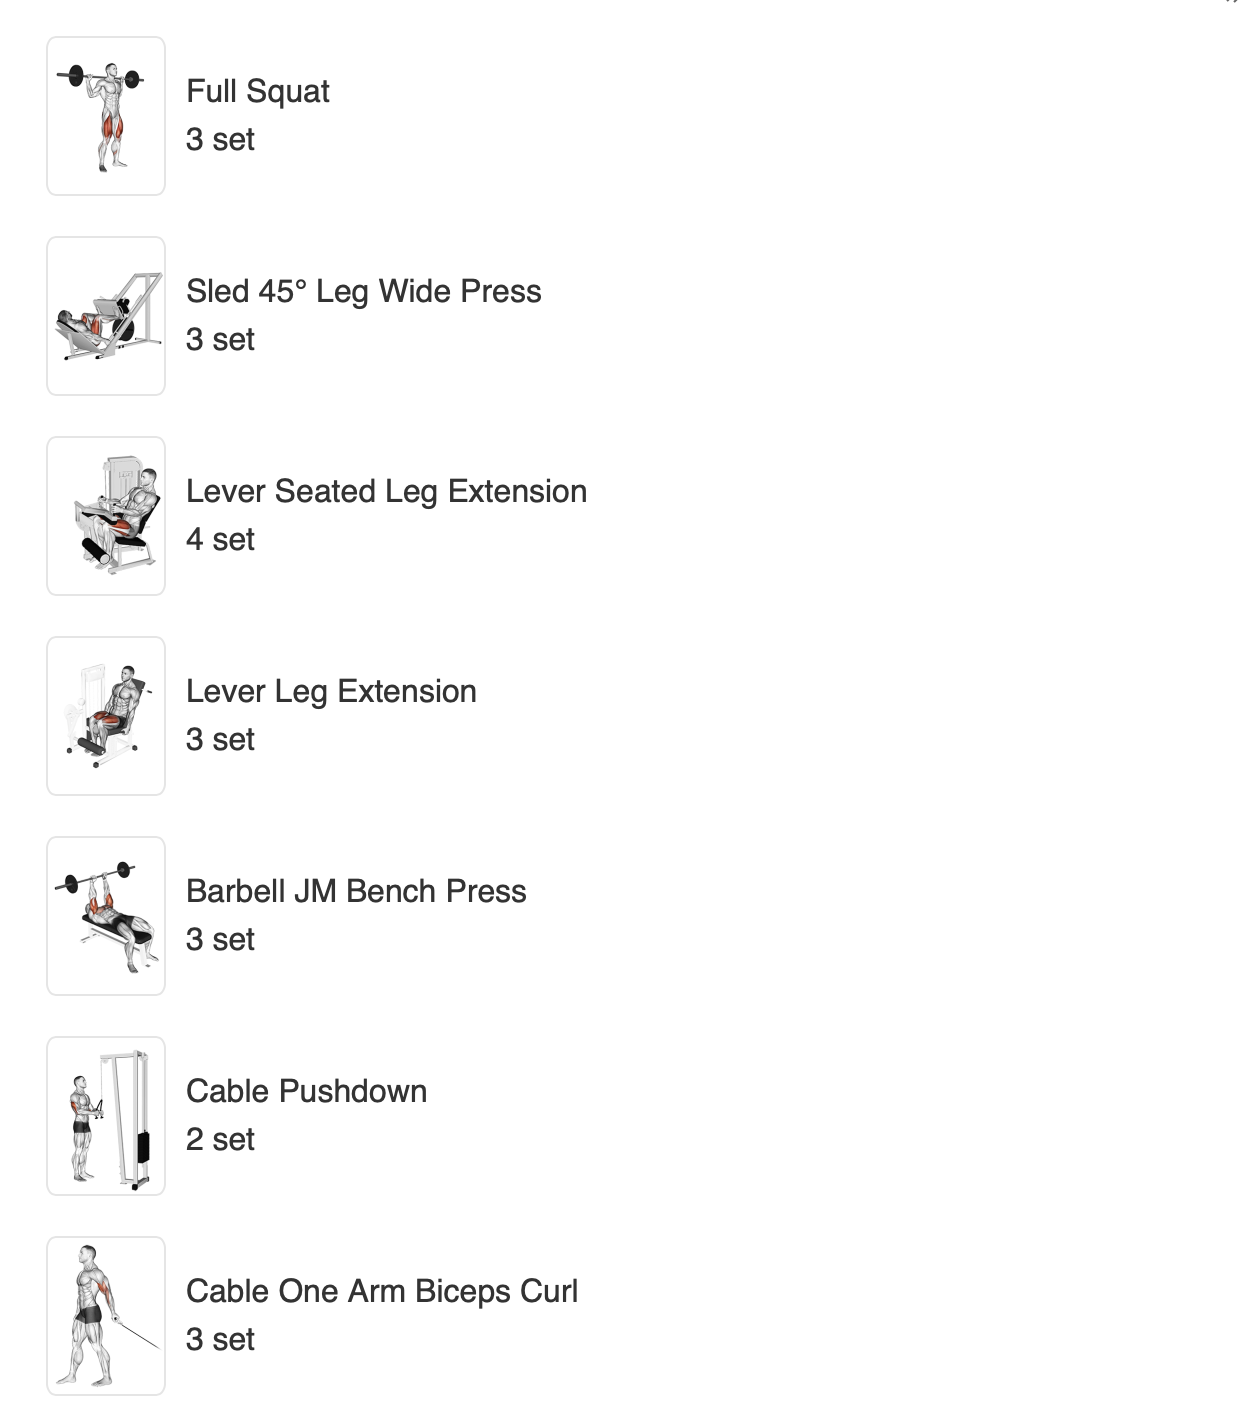 Full Squat
3 set
Sled 45° Leg Wide Press
3 set
Lever Seated Leg Extension
4 set
Lever Leg Extension
3 set
Barbell JM Bench Press
3 set
Cable Pushdown
2 set
Cable One Arm Biceps Curl
3 set